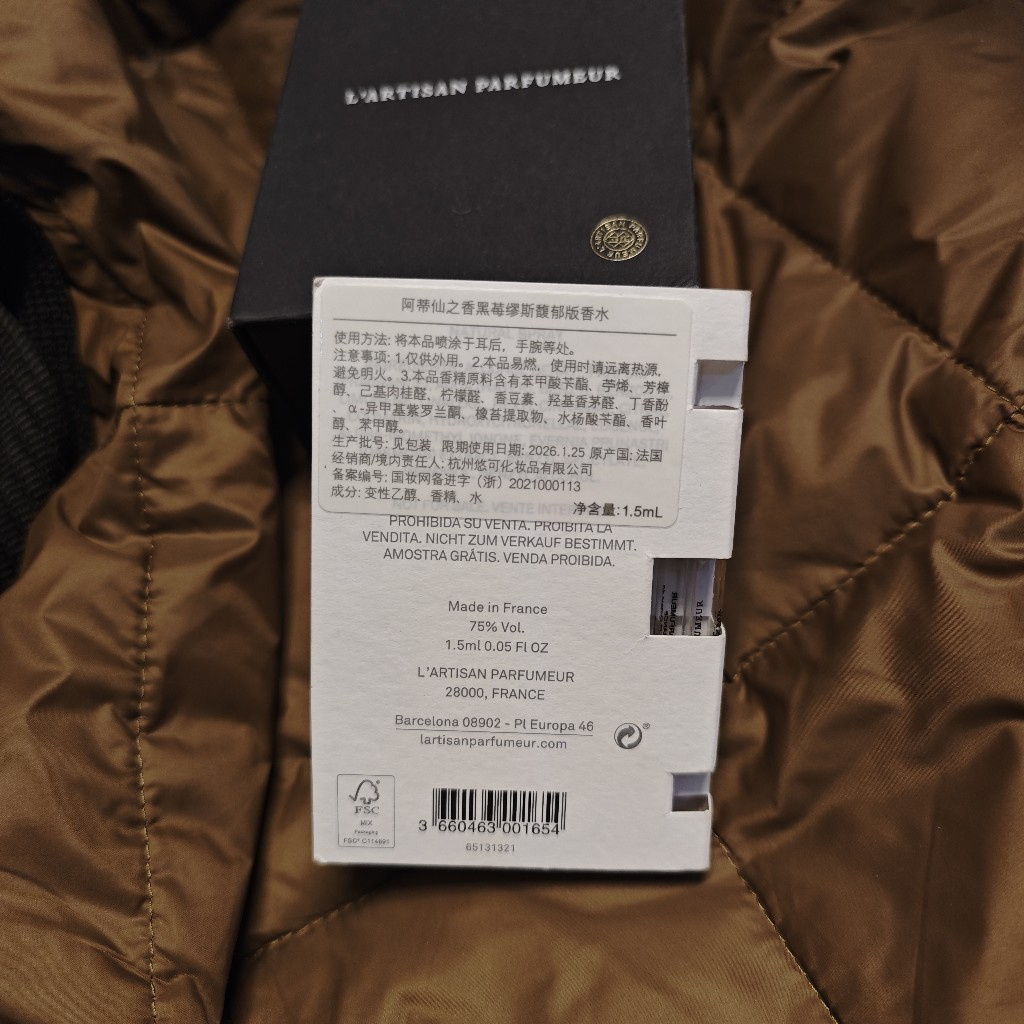 L'ARTISAN PARFUMEUR
L'ARTISAN PARFUMEUR
阿蒂仙之香黑莓缪斯馥郁版香水
使用方法: 将本品喷涂于耳后, 手腕等处。
注意事项: 1.仅供外用。2.本品易燃, 使用时请远离热源,
避免明火。3.本品香精原料含有苯甲酸苄酯、苧烯、芳樟
醇、己基肉桂醛、柠檬醛、香豆素、羟基香茅醛、丁香酚
、α-异甲基紫罗兰酮、橡苔提取物、水杨酸苄酯、香叶
醇、苯甲醇。
生产批号: 见包装 限期使用日期: 2026.1.25 原产国: 法国
经销商/境内责任人: 杭州悠可化妆品有限公司
备案编号: 国妆网备进字（浙）2021000113
成分: 变性乙醇、香精、水
净含量:1.5mL
PROHIBIDA SU VENTA. PROIBITA LA
VENDITA. NICHT ZUM VERKAUF BESTIMMT.
AMOSTRA GRÁTIS. VENDA PROIBIDA.
Made in France
75% Vol.
1.5ml 0.05 Fl OZ
L'ARTISAN PARFUMEUR
28000, FRANCE
Barcelona 08902 - Pl Europa 46
lartisanparfumeur.com
FSC
MIX
Packaging
3 660463 001654
65131321